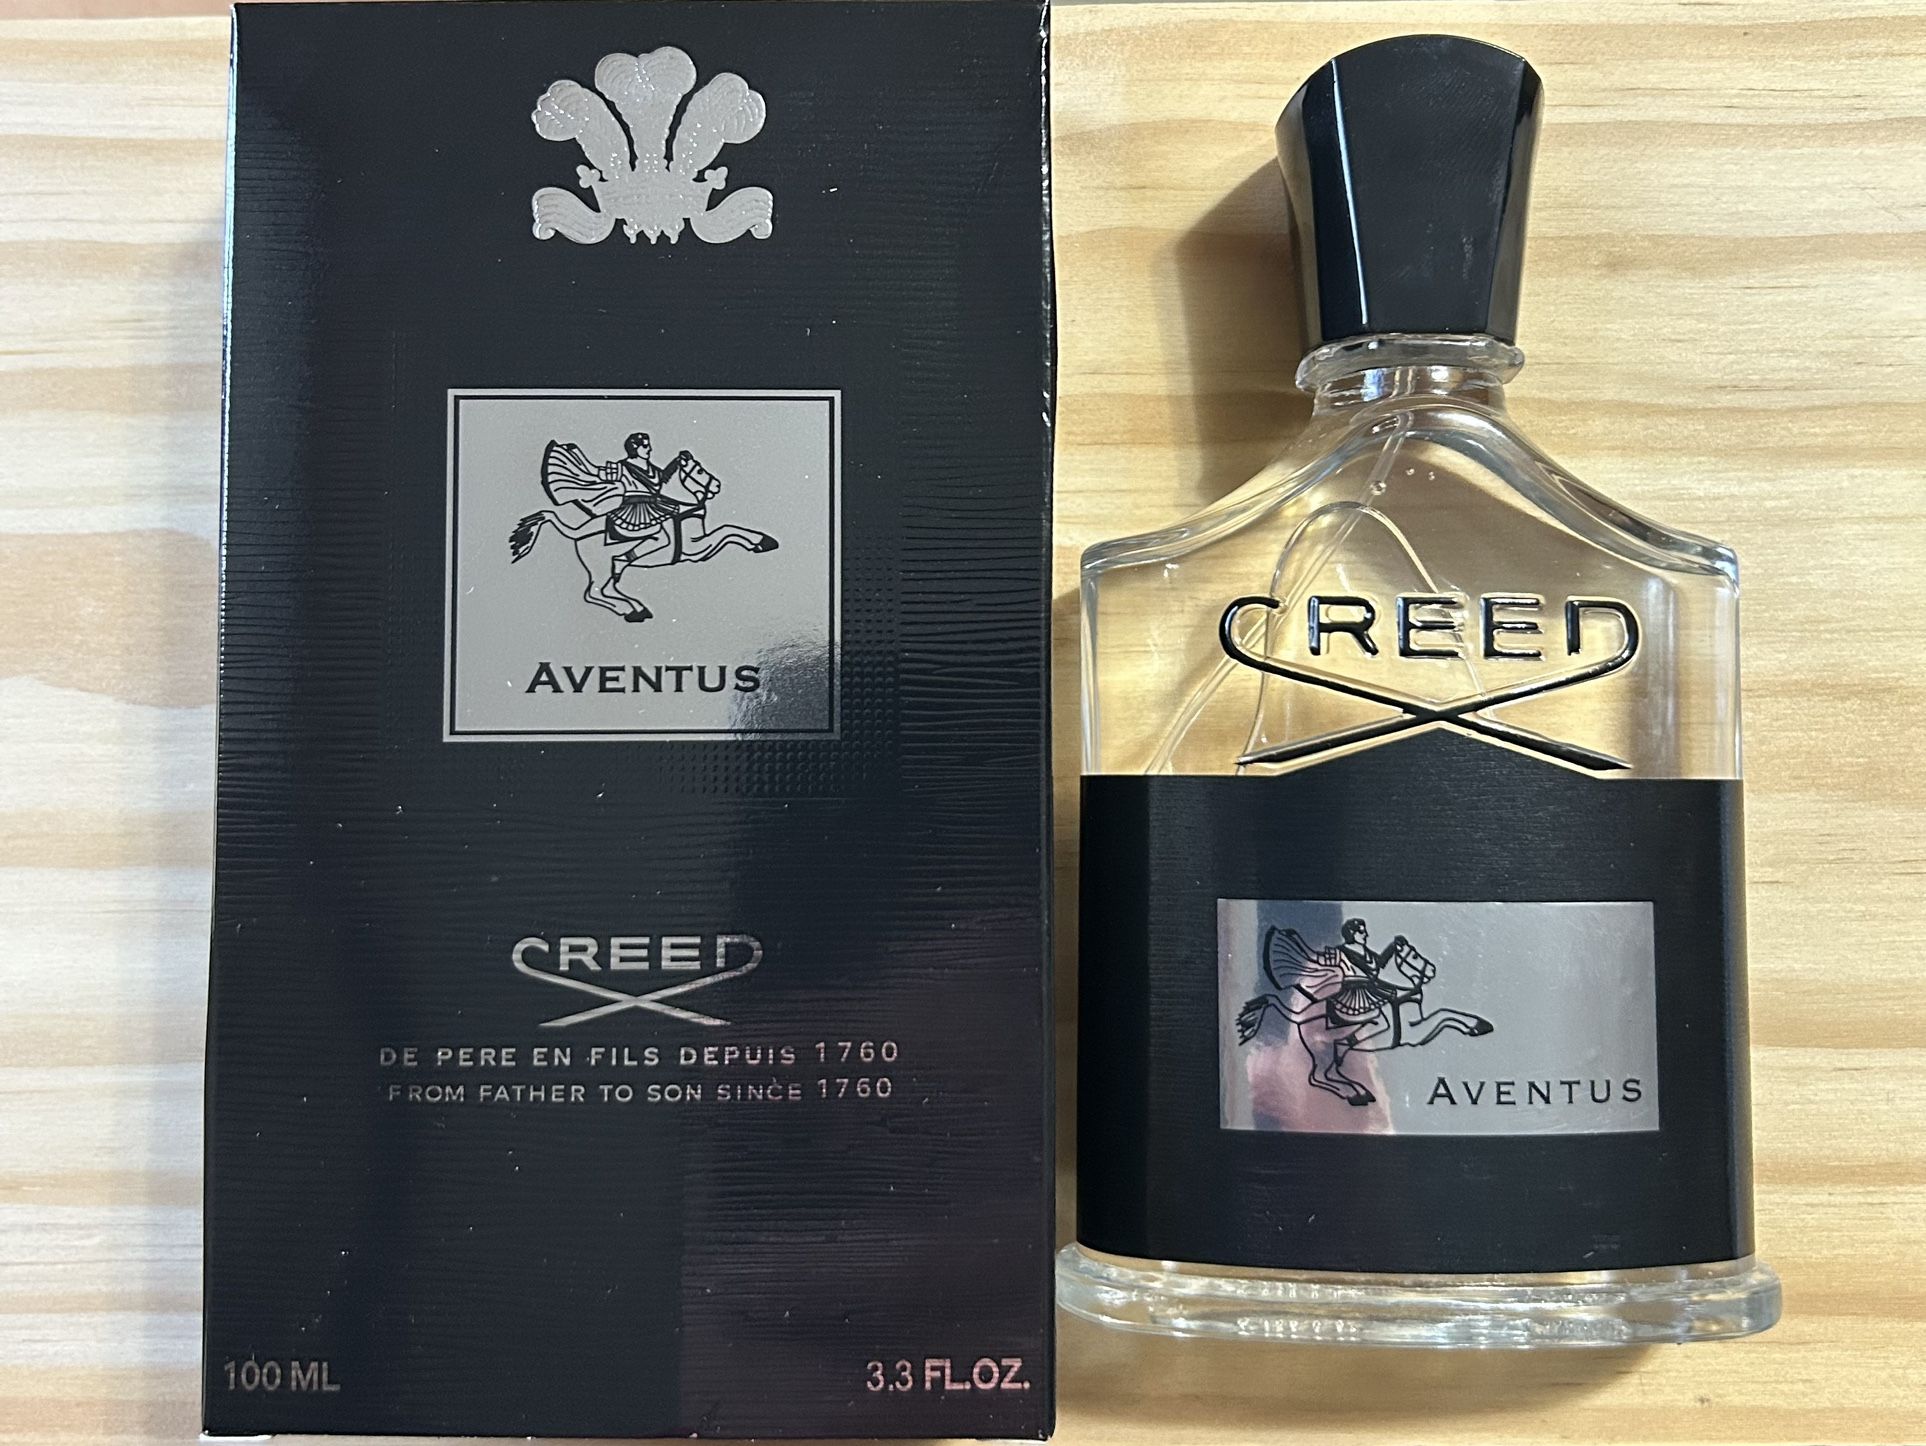 AVENTUS
CREED
DE PERE EN FILS DEPUIS 1760
FROM FATHER TO SON SINCE 1760
100 ML
3.3 FL.OZ.
CREED
AVENTUS